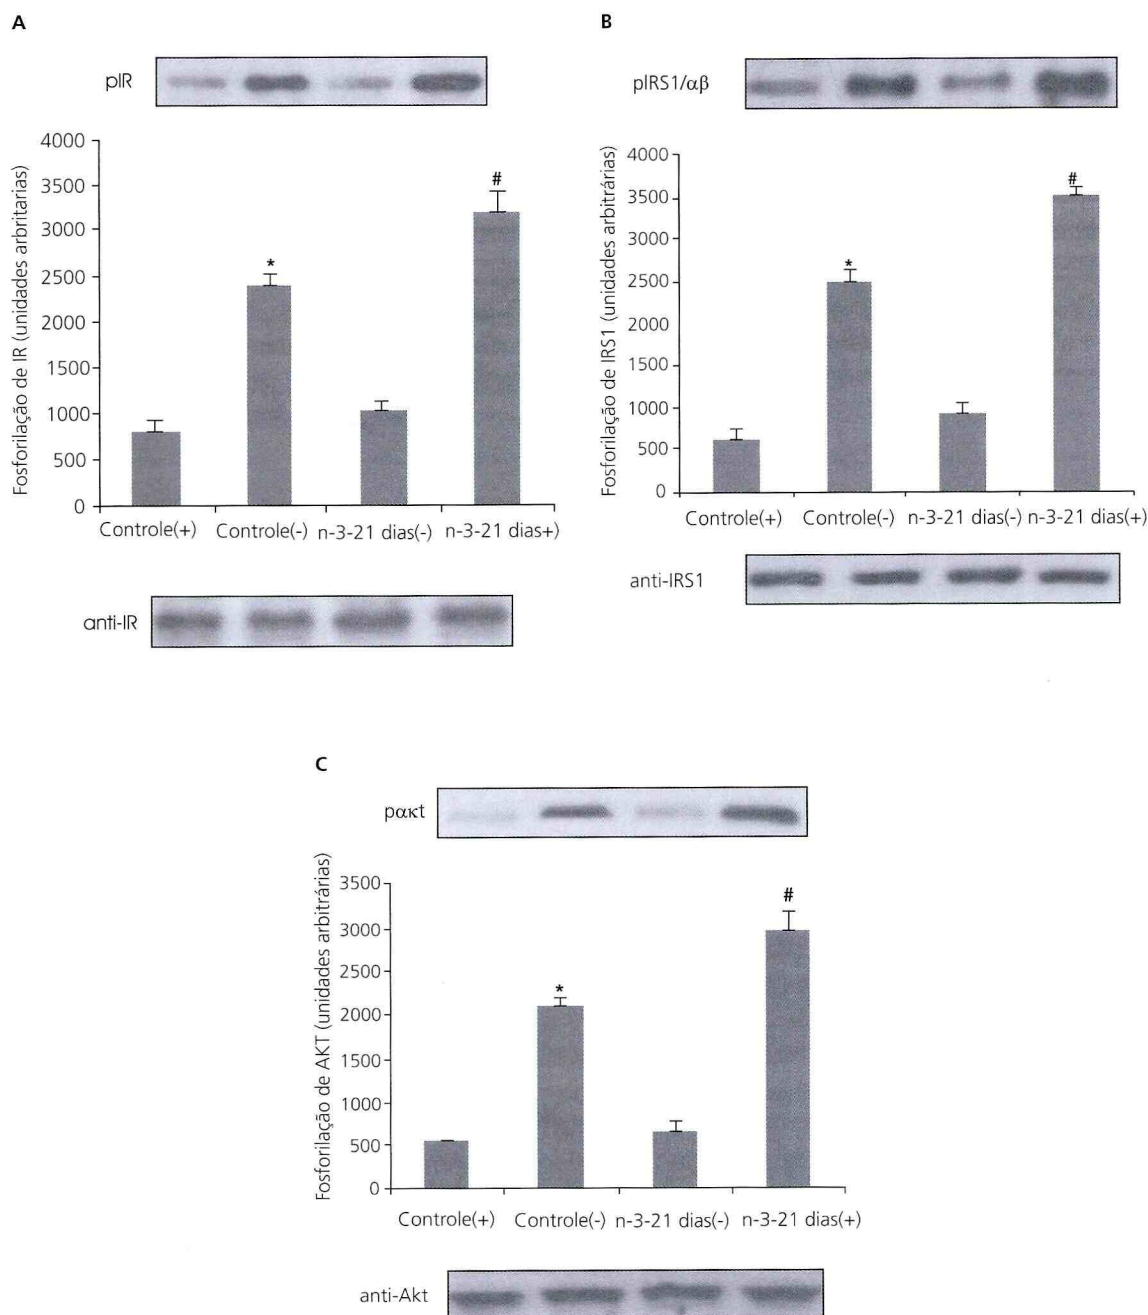 A
pIR
Fosforilação de IR (unidades arbritarias)
4000
3500
3000
2500
2000
1500
1000
500
0
*
#
Controle(+) Controle(-) n-3-21 dias(-) n-3-21 dias+)
anti-IR
B
pIRS1/αβ
Fosforilação de IRS1 (unidades arbitrárias)
4000
3500
3000
2500
2000
1500
1000
500
0
*
#
Controle(+) Controle(-) n-3-21 dias(-) n-3-21 dias(+)
anti-IRS1
C
pακt
Fosforilação de AKT (unidades arbitrárias)
3500
3000
2500
2000
1500
1000
500
0
*
#
Controle(+) Controle(-) n-3-21 dias(-) n-3-21 dias(+)
anti-Akt